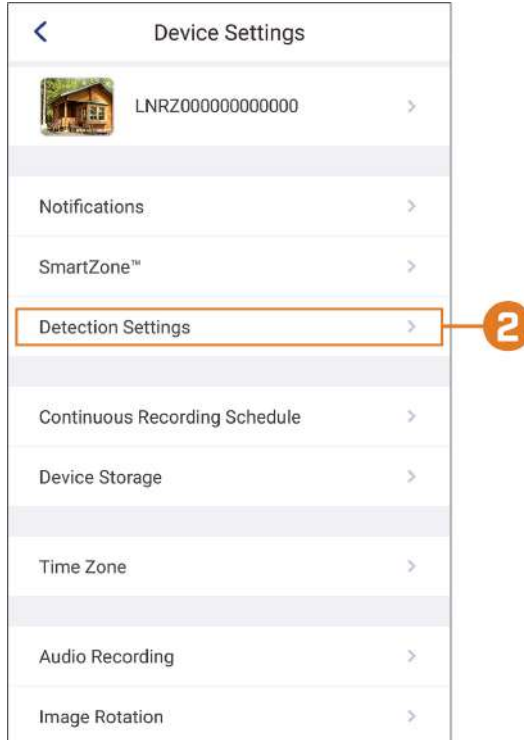 Device Settings
LNRZ000000000000
Notifications
SmartZone™
Detection Settings
2
Continuous Recording Schedule
Device Storage
Time Zone
Audio Recording
Image Rotation